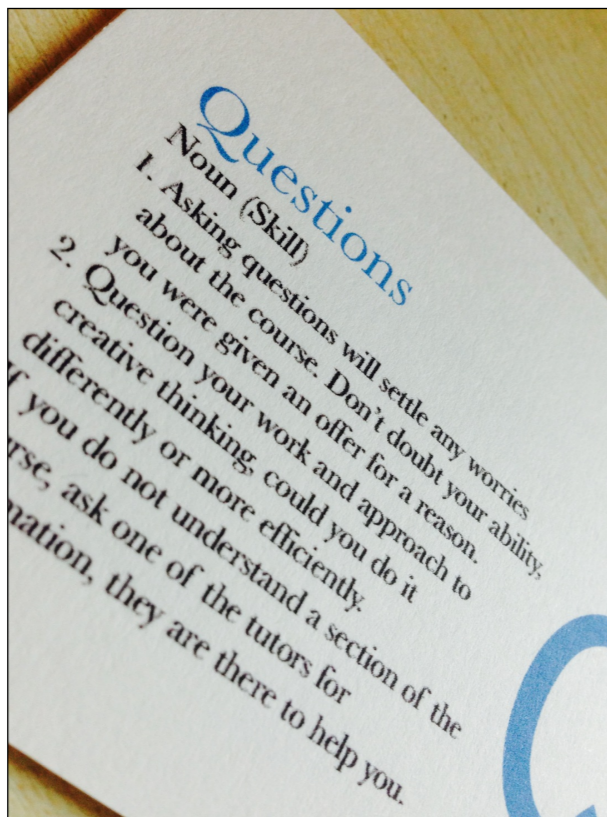 Questions
Noun (Skill)
1. Asking questions will settle any worries
about the course. Don't doubt your ability,
you were given an offer for a reason.
2. Question your work and approach to
creative thinking, could you do it
differently or more efficiently.
If you do not understand a section of the
ask one of the tutors for
they are there to help you.